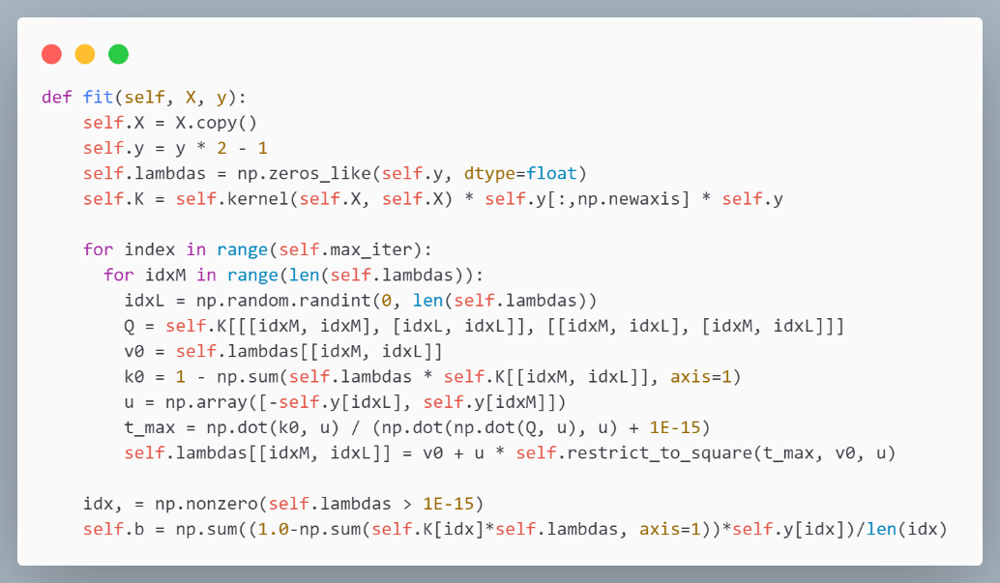 def fit(self, X, y):
    self.X = X.copy()
    self.y = y * 2 - 1
    self.lambdas = np.zeros_like(self.y, dtype=float)
    self.K = self.kernel(self.X, self.X) * self.y[:,np.newaxis] * self.y

    for index in range(self.max_iter):
      for idxM in range(len(self.lambdas)):
        idxL = np.random.randint(0, len(self.lambdas))
        Q = self.K[[[idxM, idxM], [idxL, idxL]], [[idxM, idxL], [idxM, idxL]]]
        v0 = self.lambdas[[idxM, idxL]]
        k0 = 1 - np.sum(self.lambdas * self.K[[idxM, idxL]], axis=1)
        u = np.array([-self.y[idxL], self.y[idxM]])
        t_max = np.dot(k0, u) / (np.dot(np.dot(Q, u), u) + 1E-15)
        self.lambdas[[idxM, idxL]] = v0 + u * self.restrict_to_square(t_max, v0, u)

    idx, = np.nonzero(self.lambdas > 1E-15)
    self.b = np.sum((1.0-np.sum(self.K[idx]*self.lambdas, axis=1))*self.y[idx])/len(idx)